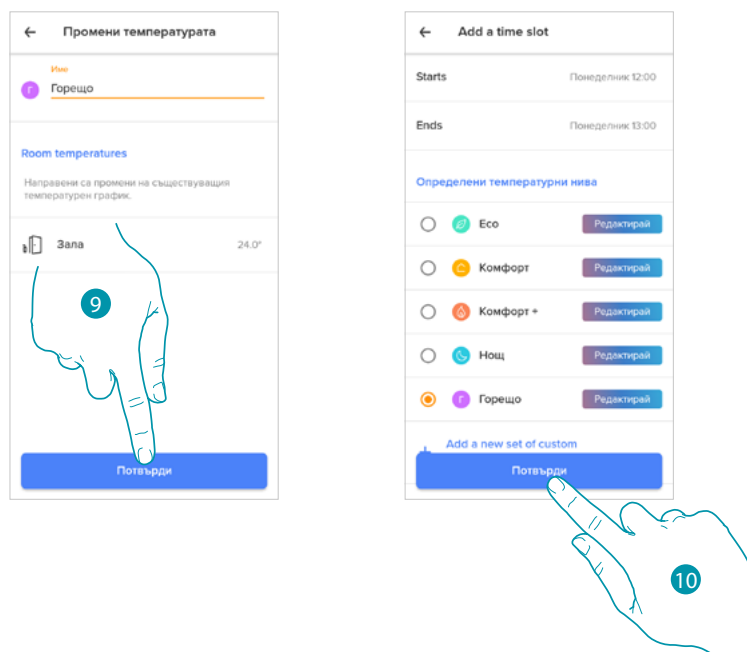 Промени температурата
Име
Г
Горещо
Room temperatures
Направени са промени на съществуващия
температурен график.
Зала
24.0°
9
Потвърди
Add a time slot
Starts
Понеделник 12:00
Ends
Понеделник 13:00
Определени температурни нива
Eco
Редактирай
C
Комфорт
Редактирай
Комфорт +
Редактирай
Нощ
Редактирай
Г
Горещо
Редактирай
Add a new set of custom
Потвърди
10